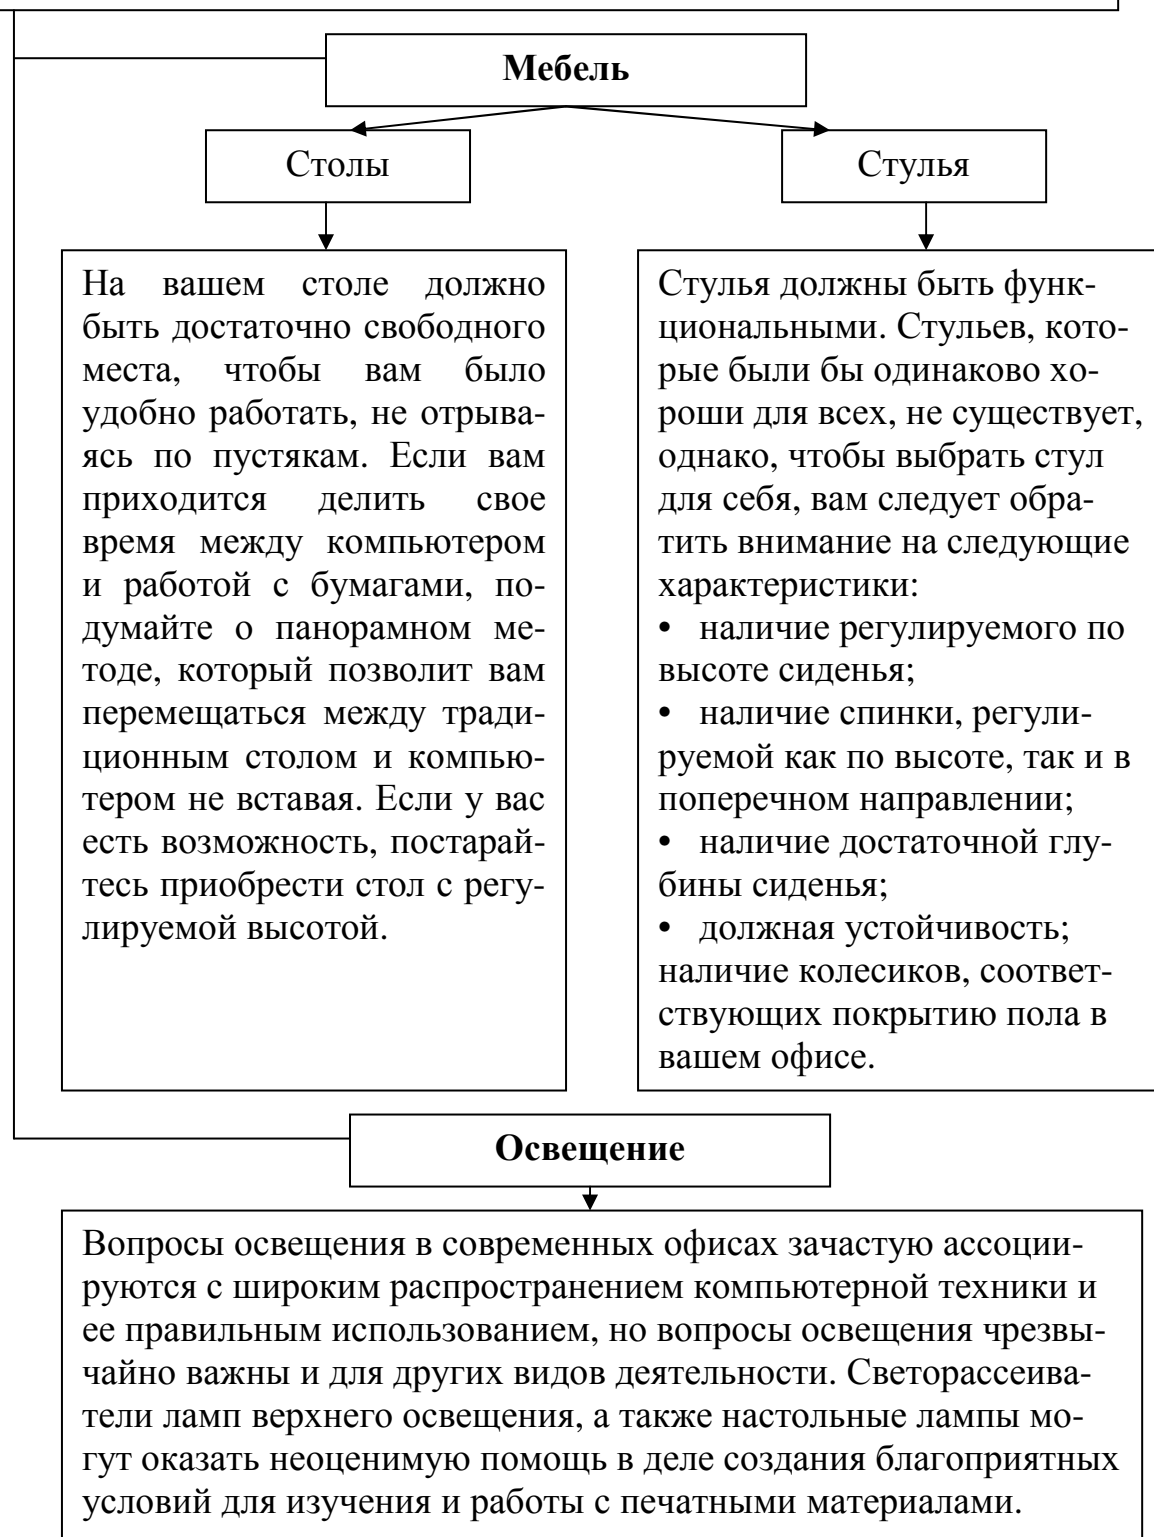 Мебель
Столы
Стулья
На вашем столе должно
быть достаточно свободного
места, чтобы вам было
удобно работать, не отрыва-
ясь по пустякам. Если вам
приходится делить свое
время между компьютером
и работой с бумагами, по-
думайте о панорамном ме-
тоде, который позволит вам
перемещаться между тради-
ционным столом и компью-
тером не вставая. Если у вас
есть возможность, постарай-
тесь приобрести стол с регу-
лируемой высотой.
Стулья должны быть функ-
циональными. Стульев, кото-
рые были бы одинаково хо-
роши для всех, не существует,
однако, чтобы выбрать стул
для себя, вам следует обра-
тить внимание на следующие
характеристики:
• наличие регулируемого по
высоте сиденья;
• наличие спинки, регули-
руемой как по высоте, так и в
поперечном направлении;
• наличие достаточной глу-
бины сиденья;
• должная устойчивость;
наличие колесиков, соответ-
ствующих покрытию пола в
вашем офисе.
Освещение
Вопросы освещения в современных офисах зачастую ассоции-
руются с широким распространением компьютерной техники и
ее правильным использованием, но вопросы освещения чрезвы-
чайно важны и для других видов деятельности. Светорассеива-
тели ламп верхнего освещения, а также настольные лампы мо-
гут оказать неоценимую помощь в деле создания благоприятных
условий для изучения и работы с печатными материалами.